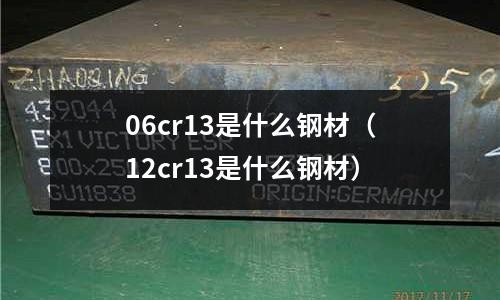 ZHAOQING
3259
439044
EX1 VICTORY ESR
06cr13是什么钢材（
12cr13是什么钢材）
800x25
GU11838
ORIGIN:GERMANY
2017/11/17